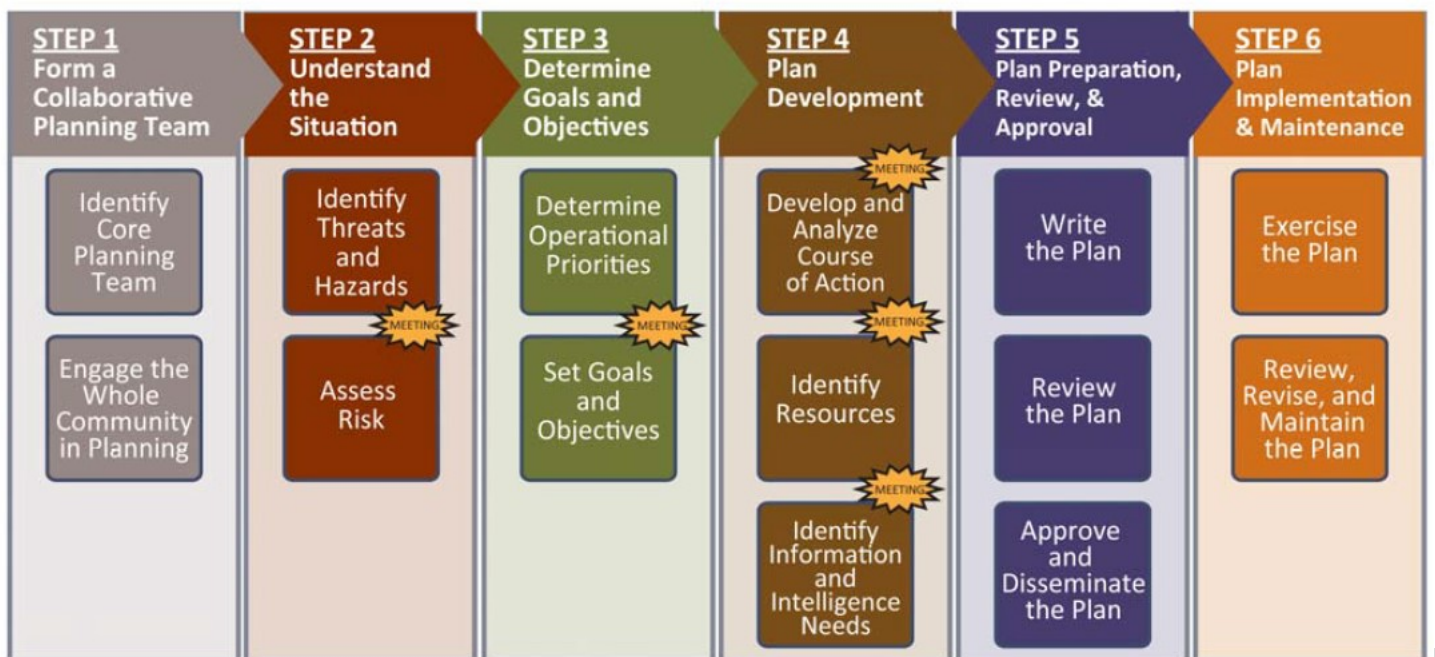 STEP 1
Form a
Collaborative
Planning Team
Identify
Core
Planning
Team
Engage the
Whole
Community
in Planning
STEP 2
Understand
the
Situation
Identify
Threats
and
Hazards
MEETING
Assess
Risk
STEP 3
Determine
Goals and
Objectives
Determine
Operational
Priorities
MEETING
Set Goals
and
Objectives
STEP 4
Plan
Development
MEETING
Develop and
Analyze
Course
of Action
MEETING
Identify
Resources
MEETING
Identify
Information
and
Intelligence
Needs
STEP 5
Plan Preparation,
Review, &
Approval
Write
the Plan
Review
the Plan
Approve
and
Disseminate
the Plan
STEP 6
Plan
Implementation
& Maintenance
Exercise
the Plan
Review,
Revise, and
Maintain
the Plan